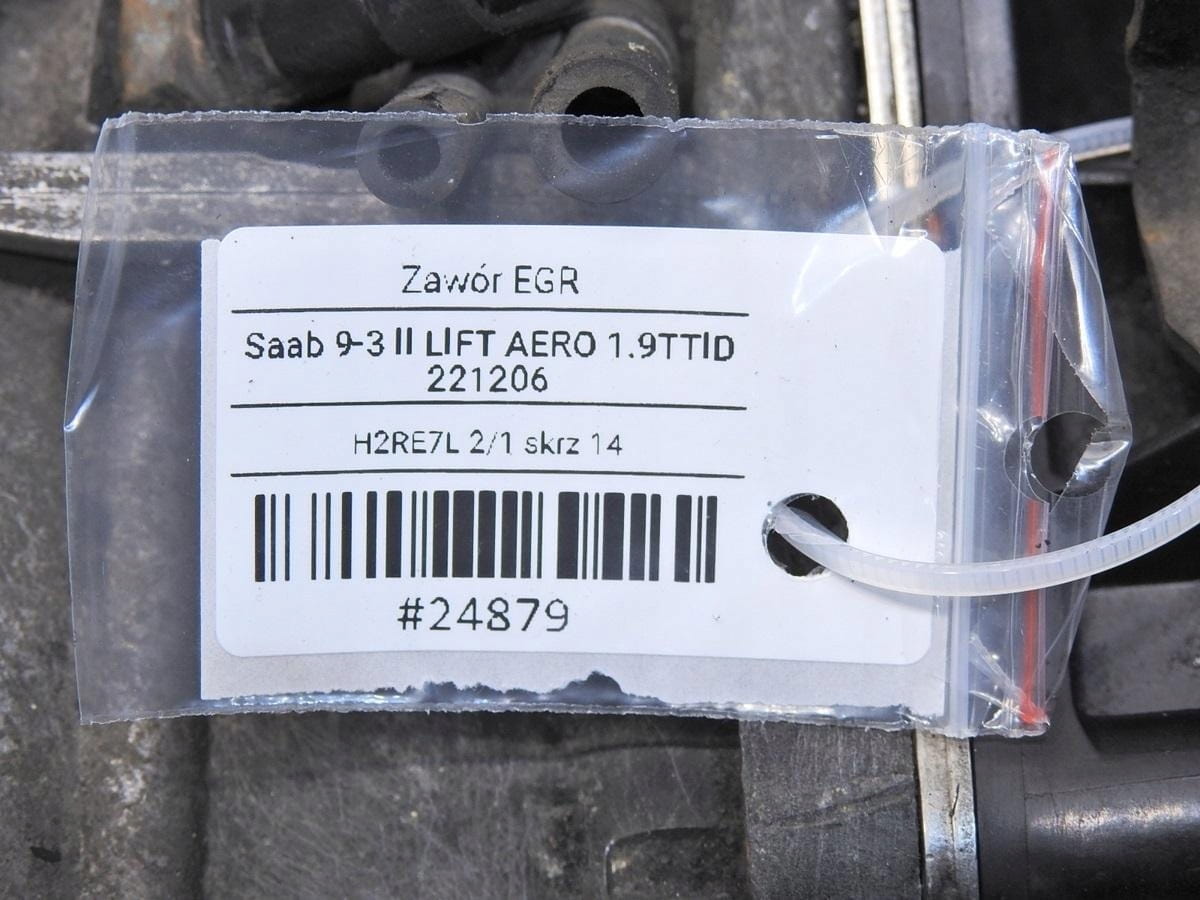 Zawór EGR
Saab 9-3 II LIFT AERO 1.9TTID
221206
H2RE7L 2/1 skrz 14
#24879